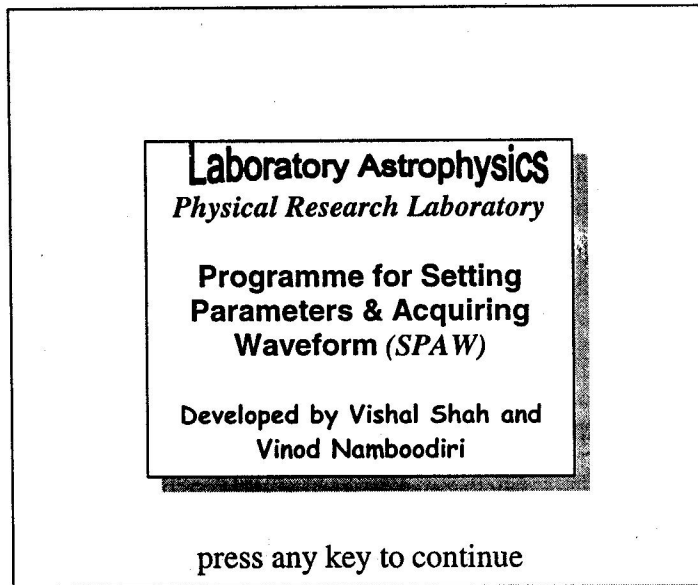 Laboratory Astrophysics
Physical Research Laboratory
Programme for Setting
Parameters & Acquiring
Waveform (SPAW)
Developed by Vishal Shah and
Vinod Namboodiri
press any key to continue